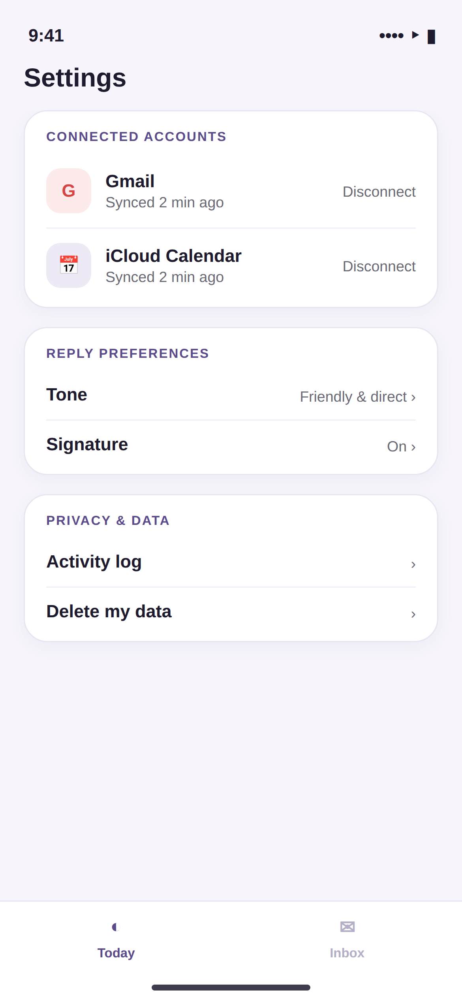 9:41
Settings
CONNECTED ACCOUNTS
G
Gmail
Synced 2 min ago
Disconnect
July
17
iCloud Calendar
Synced 2 min ago
Disconnect
REPLY PREFERENCES
Tone
Friendly & direct ›
Signature
On ›
PRIVACY & DATA
Activity log ›
Delete my data ›
Today
Inbox